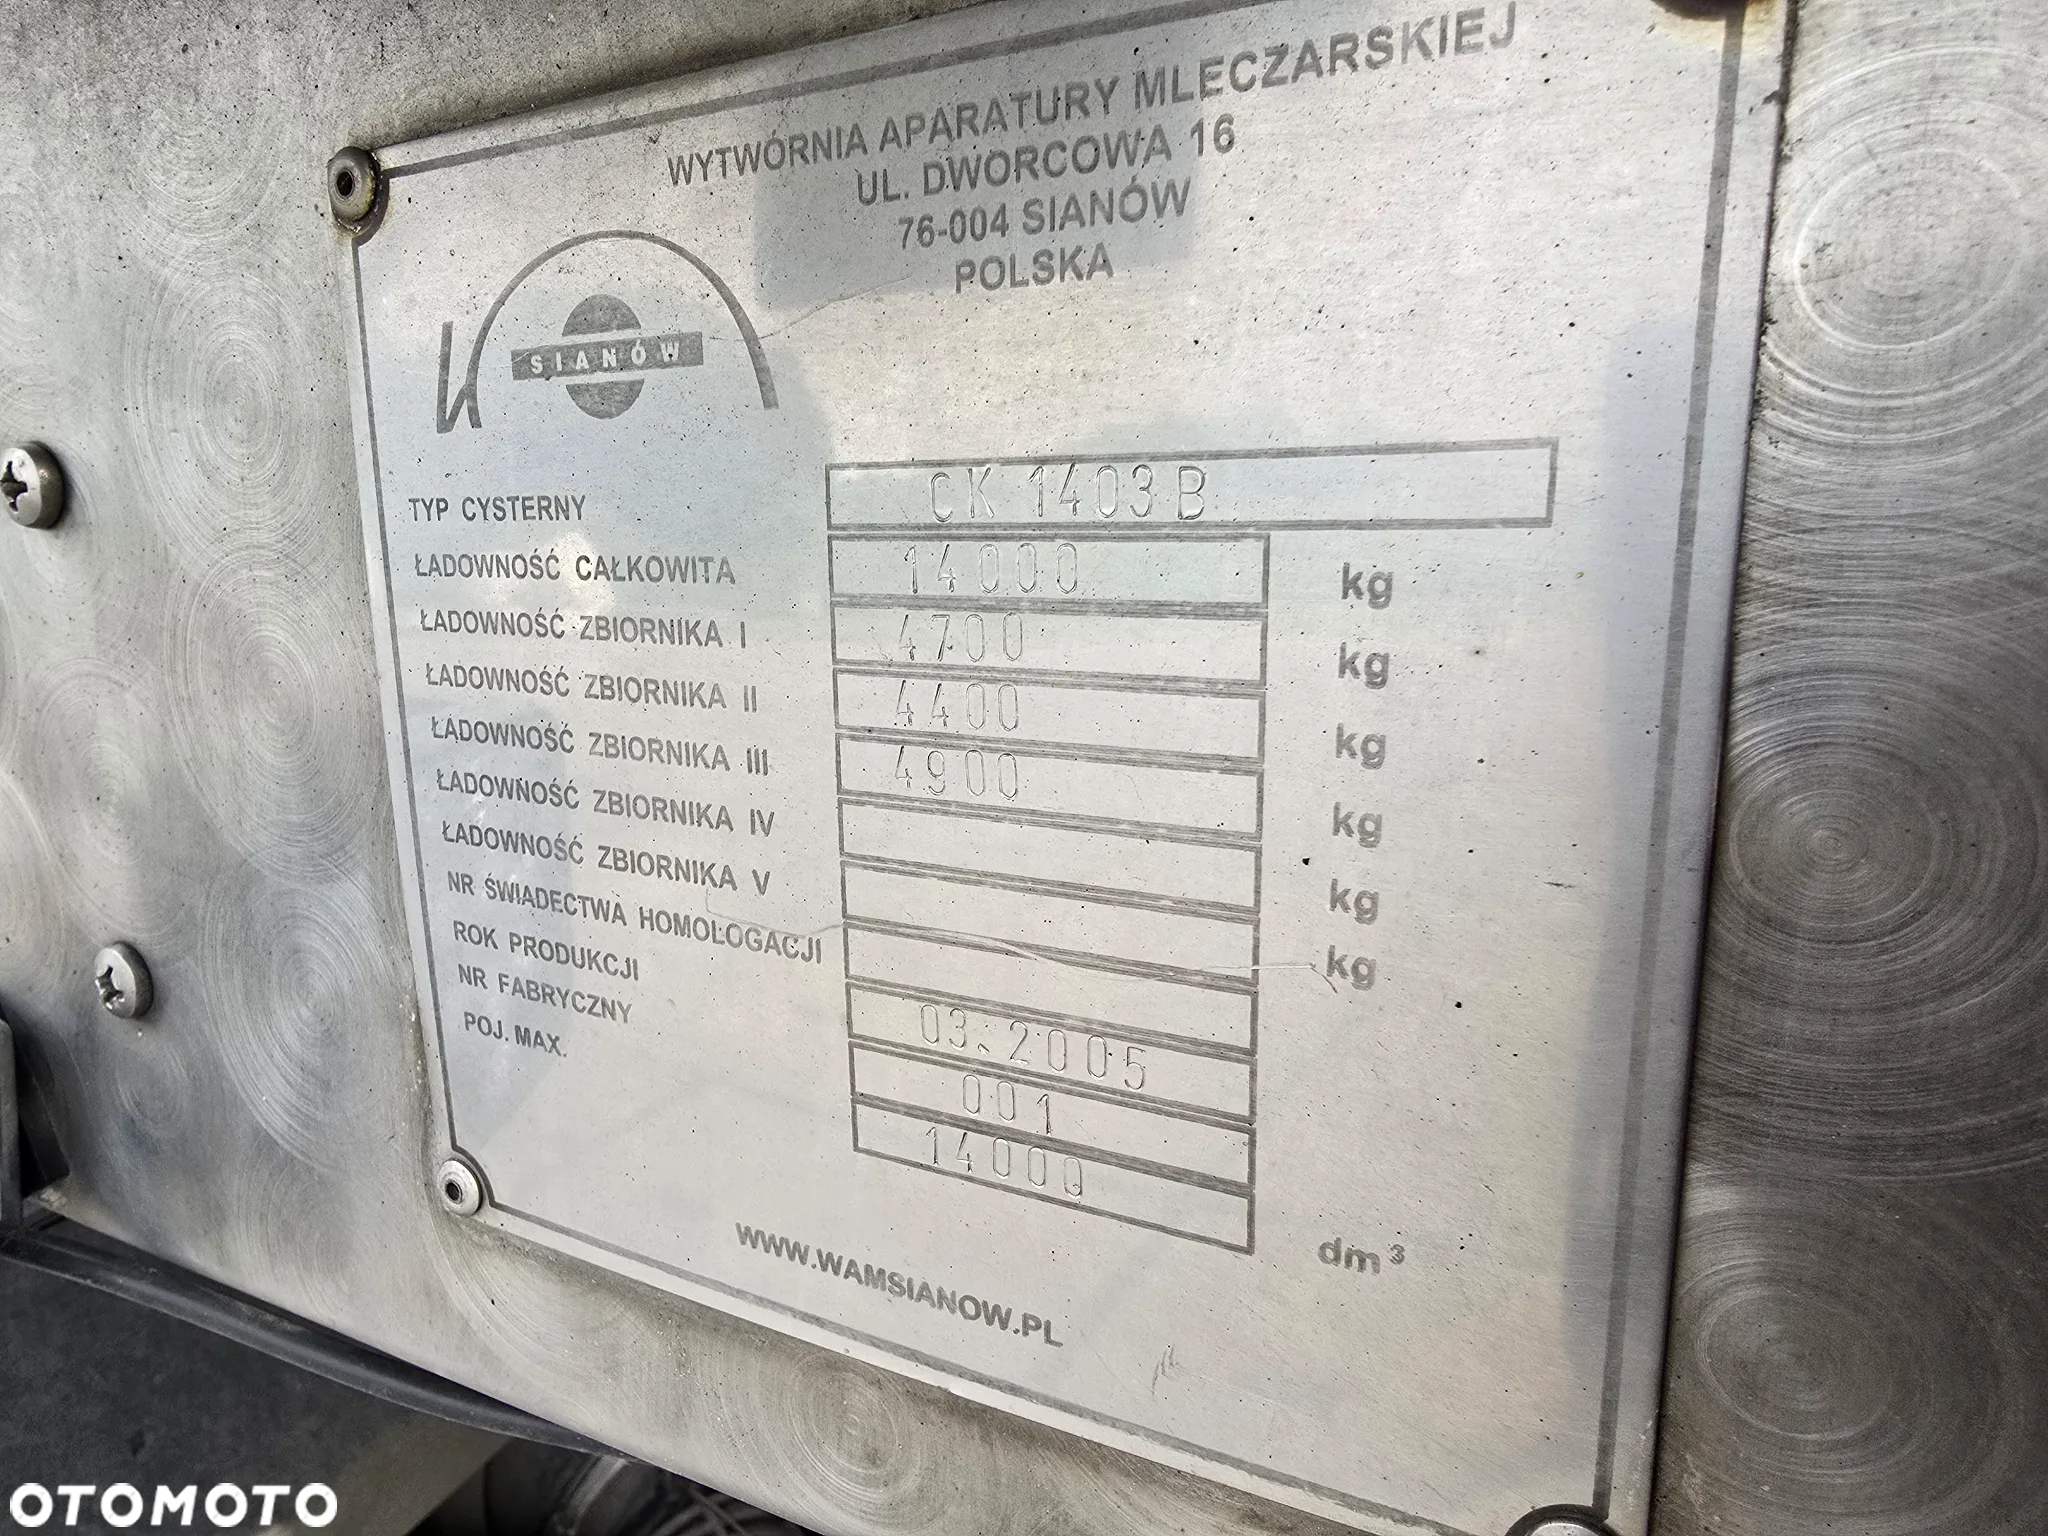 WYTWÓRNIA APARATURY MLECZARSKIEJ
UL. DWORCOWA 16
76-004 SIANÓW
POLSKA
SIANÓW
TYP CYSTERNY CK 1403B
ŁADOWNOŚĆ CAŁKOWITA 14000 kg
ŁADOWNOŚĆ ZBIORNIKA I 4700 kg
ŁADOWNOŚĆ ZBIORNIKA II 4400 kg
ŁADOWNOŚĆ ZBIORNIKA III 4900 kg
ŁADOWNOŚĆ ZBIORNIKA IV kg
ŁADOWNOŚĆ ZBIORNIKA V kg
NR ŚWIADECTWA HOMOLOGACJI
ROK PRODUKCJI 03.2005
NR FABRYCZNY 001
POJ. MAX. 14000 dm³
WWW.WAMSIANOW.PL
OTOMOTO